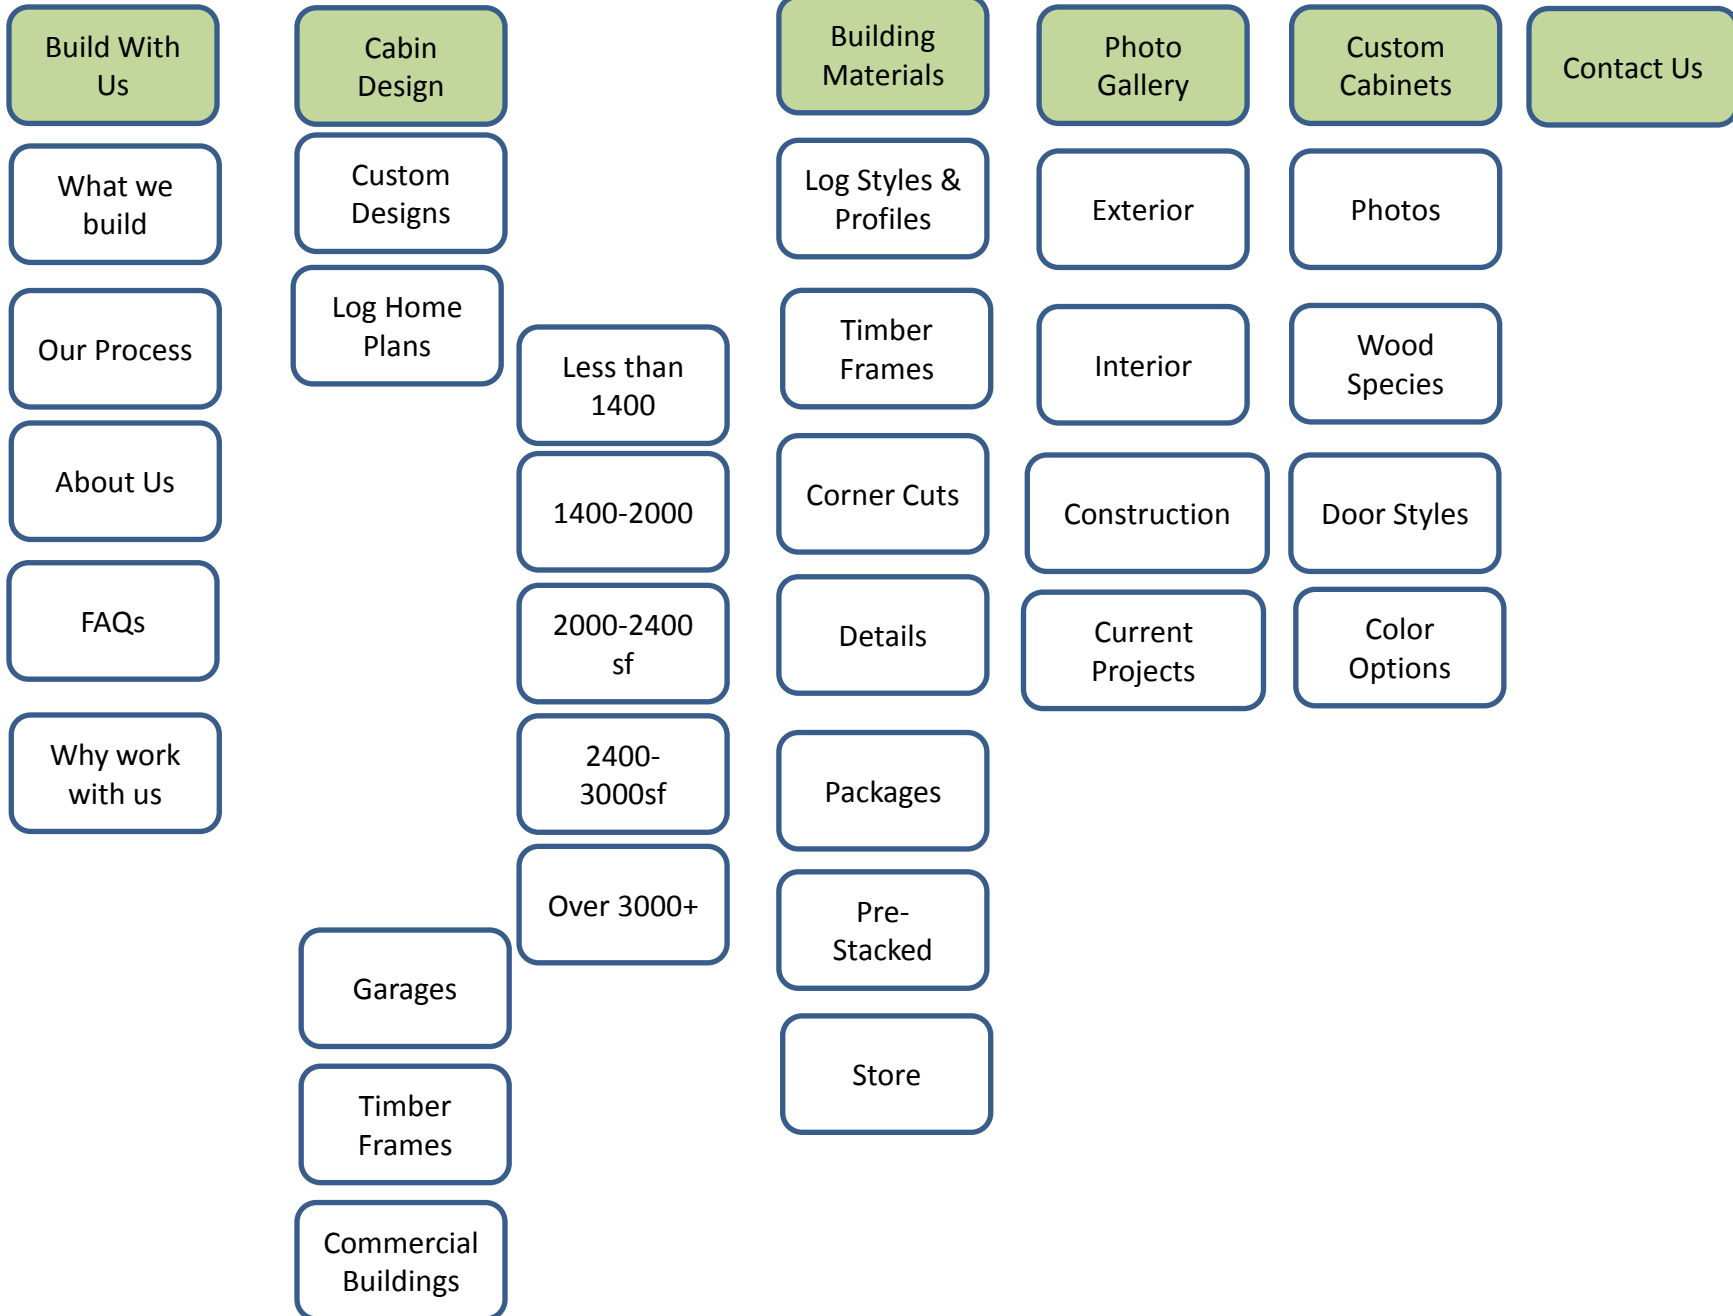 Build With
Us
What we
build
Our Process
About Us
FAQs
Why work
with us
Cabin
Design
Custom
Designs
Log Home
Plans
Less than
1400
1400-2000
2000-2400
sf
2400-
3000sf
Over 3000+
Garages
Timber
Frames
Commercial
Buildings
Building
Materials
Log Styles &
Profiles
Timber
Frames
Corner Cuts
Details
Packages
Pre-
Stacked
Store
Photo
Gallery
Exterior
Interior
Construction
Current
Projects
Custom
Cabinets
Photos
Wood
Species
Door Styles
Color
Options
Contact Us